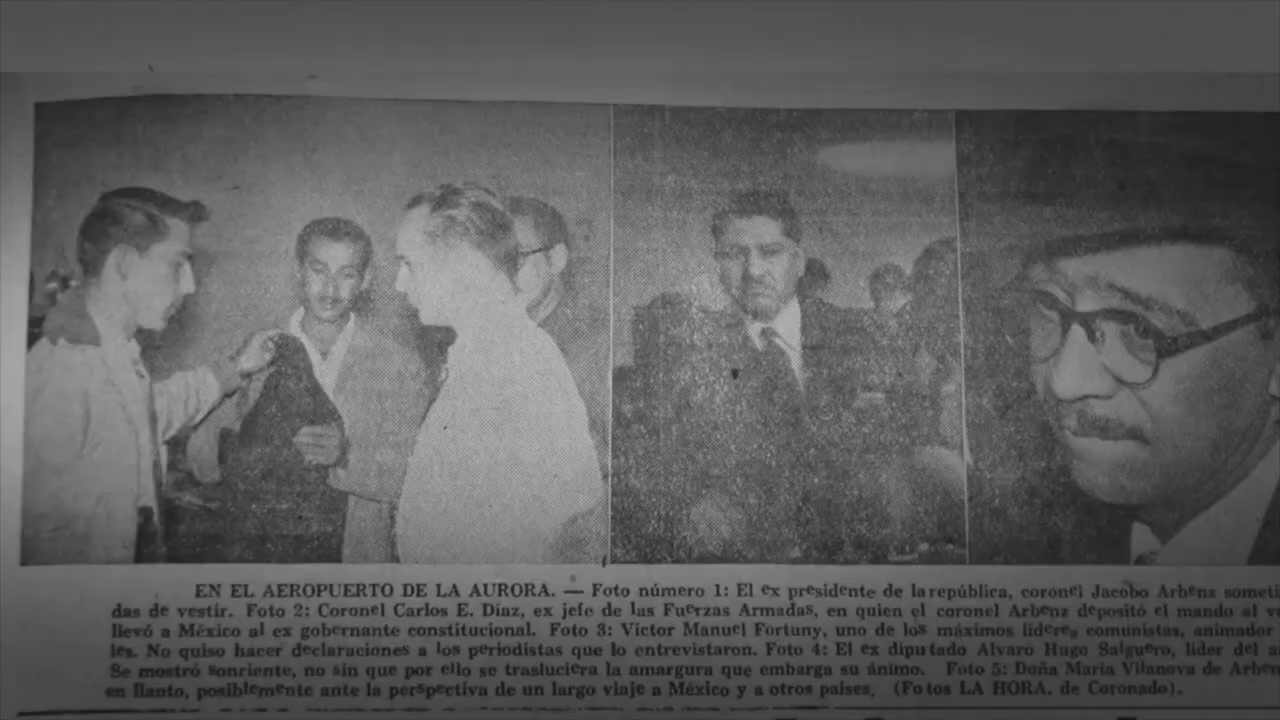 EN EL AEROPUERTO DE LA AURORA. — Foto número 1: El ex presidente de la república, coronel Jacobo Arbenz someti
das de vestir. Foto 2: Coronel Carlos E. Díaz, ex jefe de las Fuerzas Armadas, en quien el coronel Arbenz depositó el mando al v
llevó a México al ex gobernante constitucional. Foto 3: Víctor Manuel Fortuny, uno de los máximos líderes comunistas, animador
les. No quiso hacer declaraciones a los periodistas que lo entrevistaron. Foto 4: El ex diputado Alvaro Hugo Salguero, líder del a
Se mostró sonriente, no sin que por ello se trasluciera la amargura que embarga su ánimo. Foto 5: Doña María Vilanova de Arben
en llanto, posiblemente ante la perspectiva de un largo viaje a México y a otros países. (Fotos LA HORA, de Coronado).